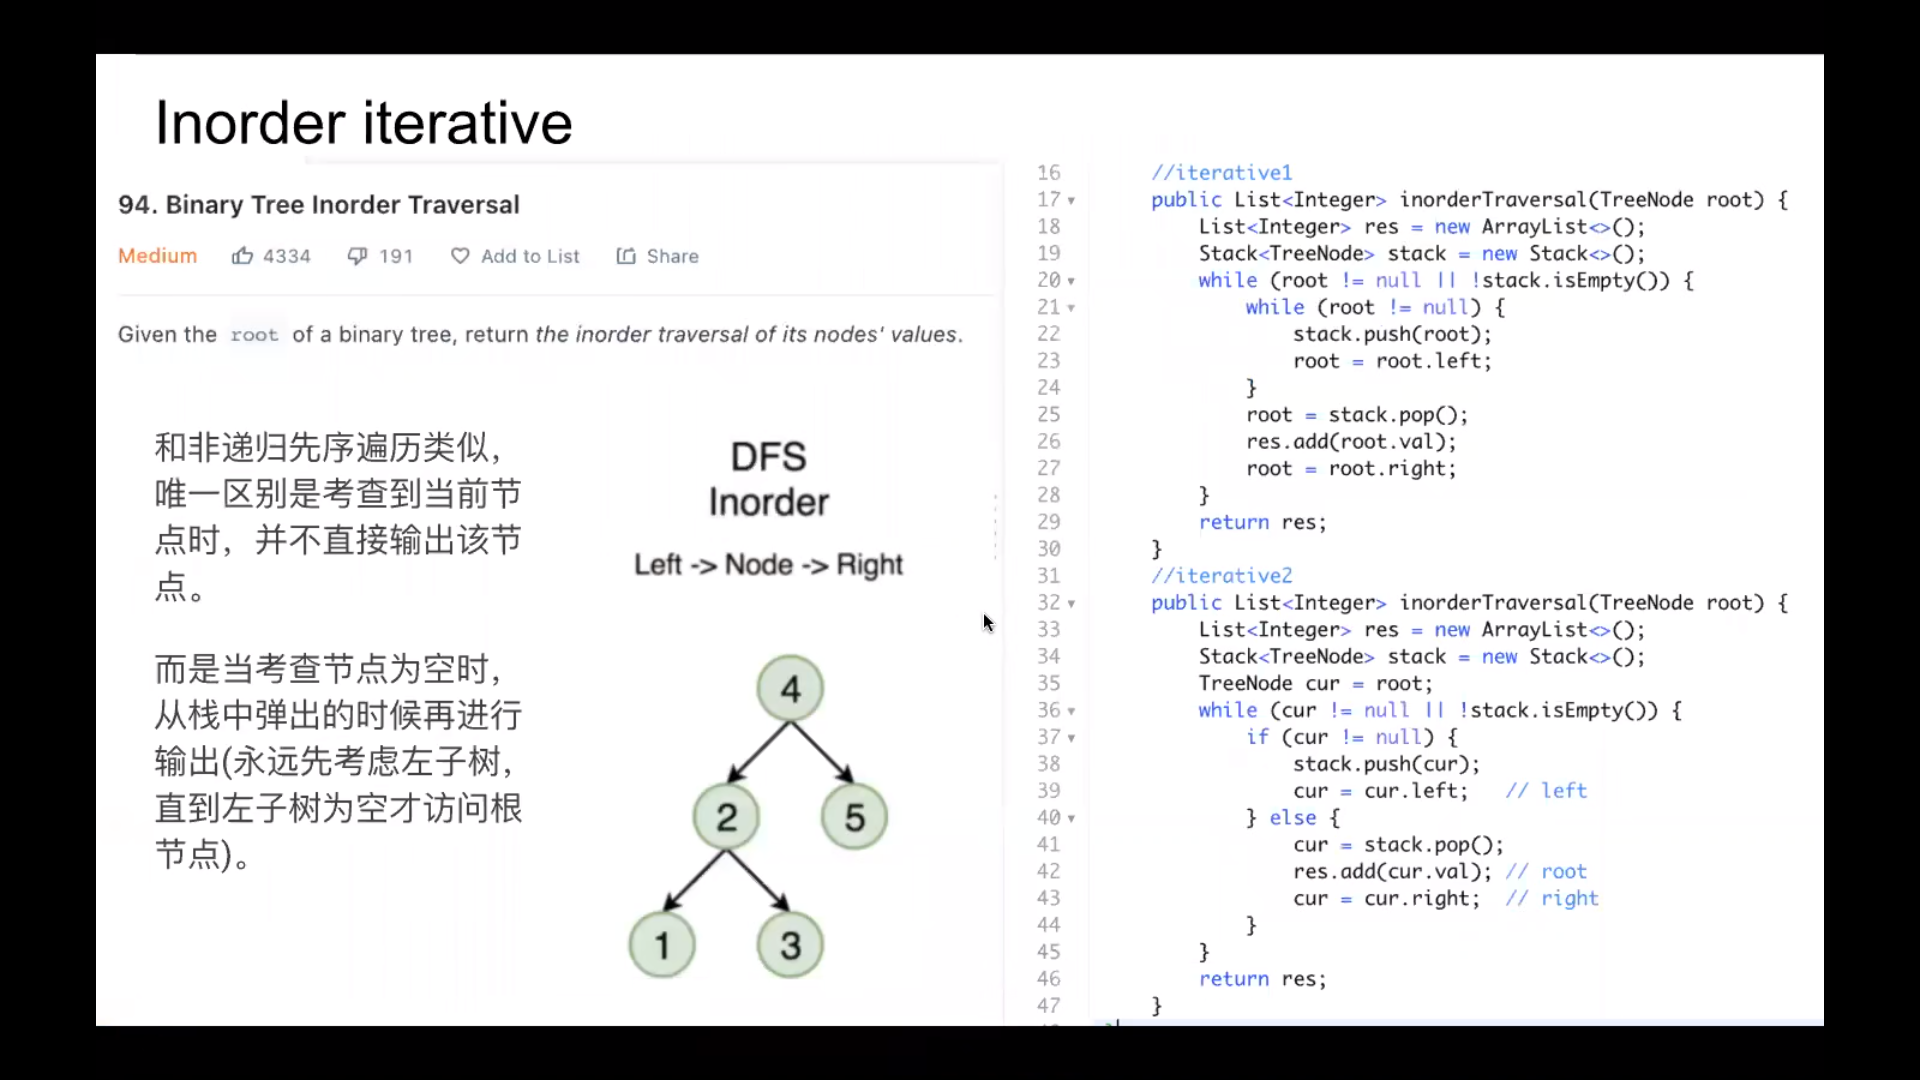 Inorder iterative
94. Binary Tree Inorder Traversal
Medium 4334 191 Add to List Share
Given the root of a binary tree, return the inorder traversal of its nodes' values.
和非递归先序遍历类似，
唯一区别是考查到当前节
点时，并不直接输出该节
点。
而是当考查节点为空时，
从栈中弹出的时候再进行
输出(永远先考虑左子树，
直到左子树为空才访问根
节点)。
DFS
Inorder
Left -> Node -> Right
4
2 5
1 3
16 //iterative1
17 public List<Integer> inorderTraversal(TreeNode root) {
18 List<Integer> res = new ArrayList<>();
19 Stack<TreeNode> stack = new Stack<>();
20 while (root != null || !stack.isEmpty()) {
21 while (root != null) {
22 stack.push(root);
23 root = root.left;
24 }
25 root = stack.pop();
26 res.add(root.val);
27 root = root.right;
28 }
29 return res;
30 }
31 //iterative2
32 public List<Integer> inorderTraversal(TreeNode root) {
33 List<Integer> res = new ArrayList<>();
34 Stack<TreeNode> stack = new Stack<>();
35 TreeNode cur = root;
36 while (cur != null || !stack.isEmpty()) {
37 if (cur != null) {
38 stack.push(cur);
39 cur = cur.left; // left
40 } else {
41 cur = stack.pop();
42 res.add(cur.val); // root
43 cur = cur.right; // right
44 }
45 }
46 return res;
47 }